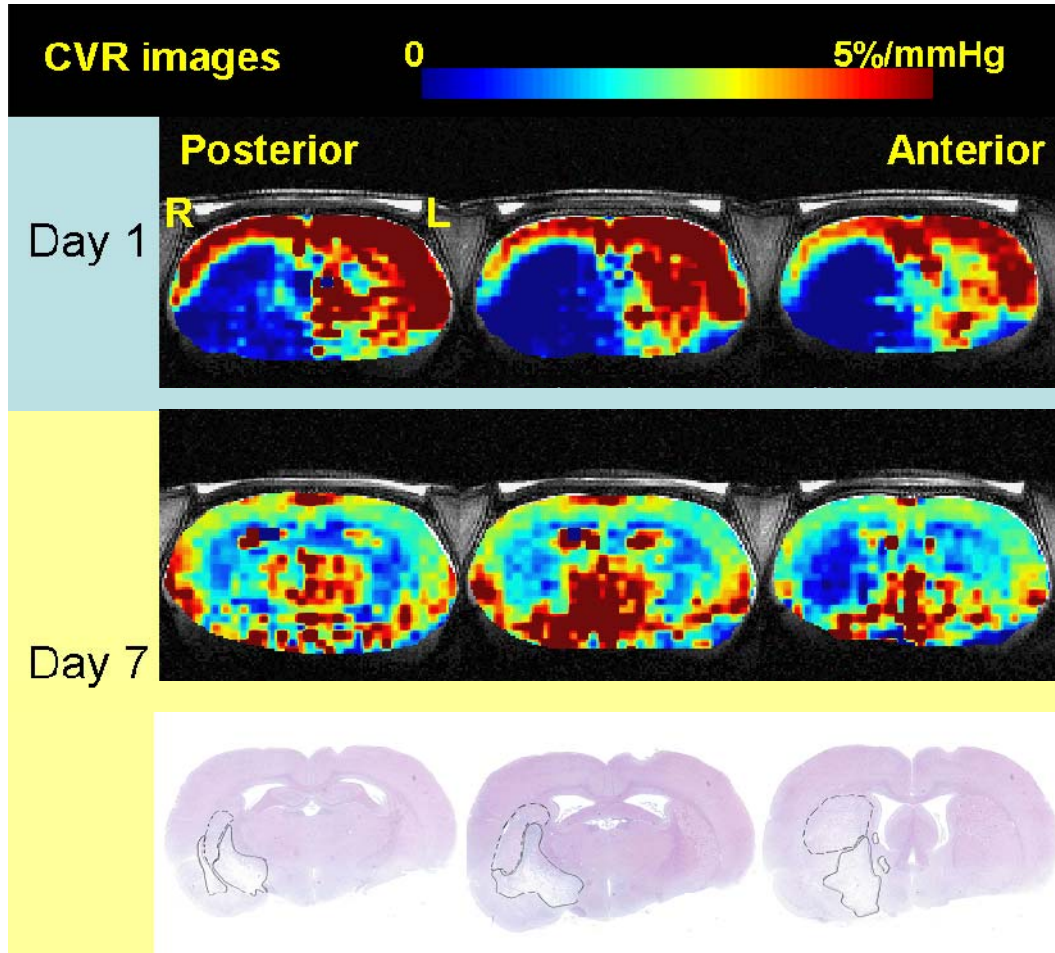 CVR images
0
5%/mmHg
Posterior
Anterior
R
L
Day 1
Day 7